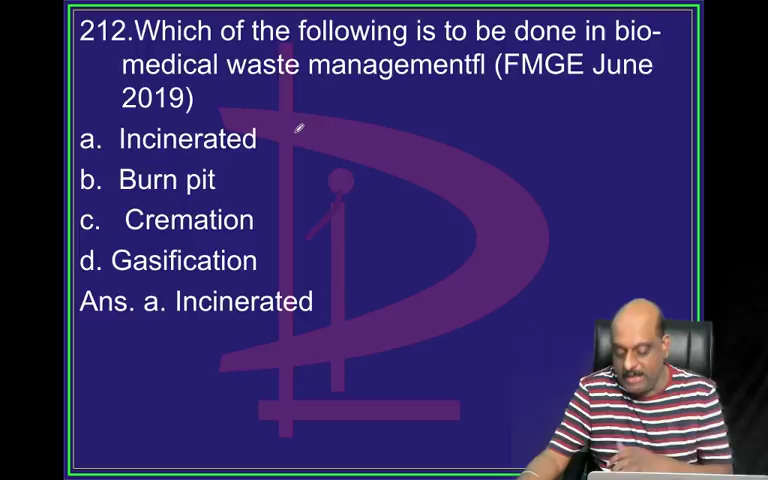 212.Which of the following is to be done in bio-
medical waste managementfl (FMGE June
2019)
a. Incinerated
b. Burn pit
c. Cremation
d. Gasification
Ans. a. Incinerated